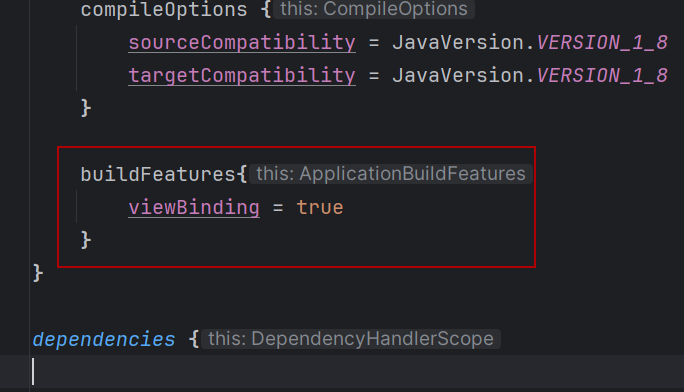 compileOptions { this: CompileOptions
sourceCompatibility = JavaVersion.VERSION_1_8
targetCompatibility = JavaVersion.VERSION_1_8
}
buildFeatures{ this: ApplicationBuildFeatures
viewBinding = true
}
}
dependencies { this: DependencyHandlerScope